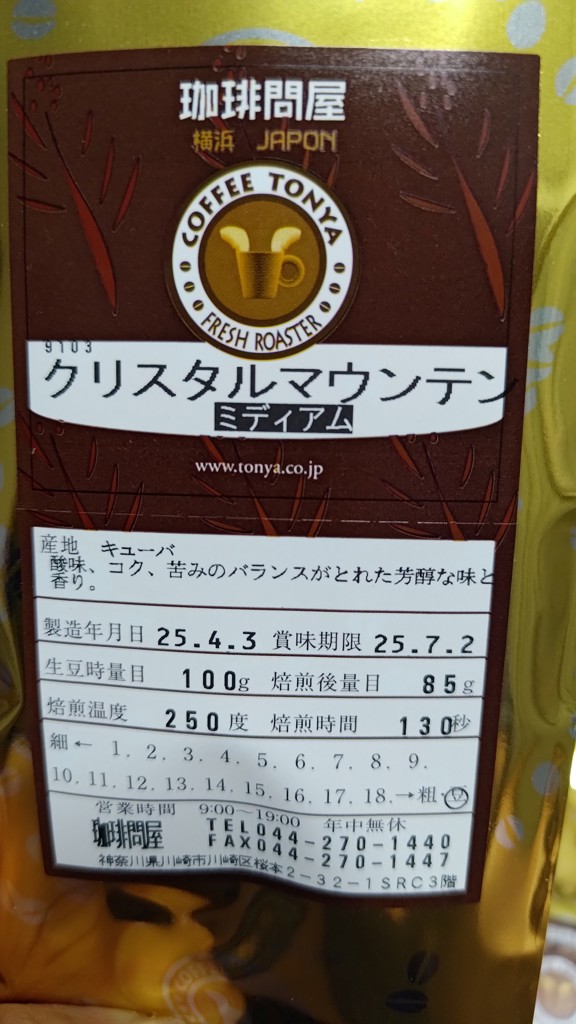 珈琲問屋
横浜 JAPON
COFFEE TONYA
FRESH ROASTER
9103
クリスタルマウンテン
ミディアム
www.tonya.co.jp
産地 キューバ
酸味、コク、苦みのバランスがとれた芳醇な味と
香り。
製造年月日 25.4.3 賞味期限 25.7.2
生豆時量目 100g 焙煎後量目 85g
焙煎温度 250度 焙煎時間 130秒
細← 1. 2. 3. 4. 5. 6. 7. 8. 9.
10. 11. 12. 13. 14. 15. 16. 17. 18. →粗・豆
営業時間 9:00~19:00 年中無休
珈琲問屋 TEL044-270-1440
FAX044-270-1447
神奈川県川崎市川崎区桜本2-32-1SRC3階